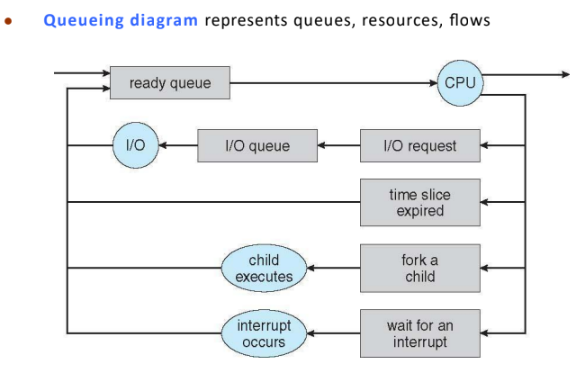 Queueing diagram represents queues, resources, flows
ready queue
CPU
I/O
I/O queue
I/O request
time slice
expired
child
executes
fork a
child
interrupt
occurs
wait for an
interrupt